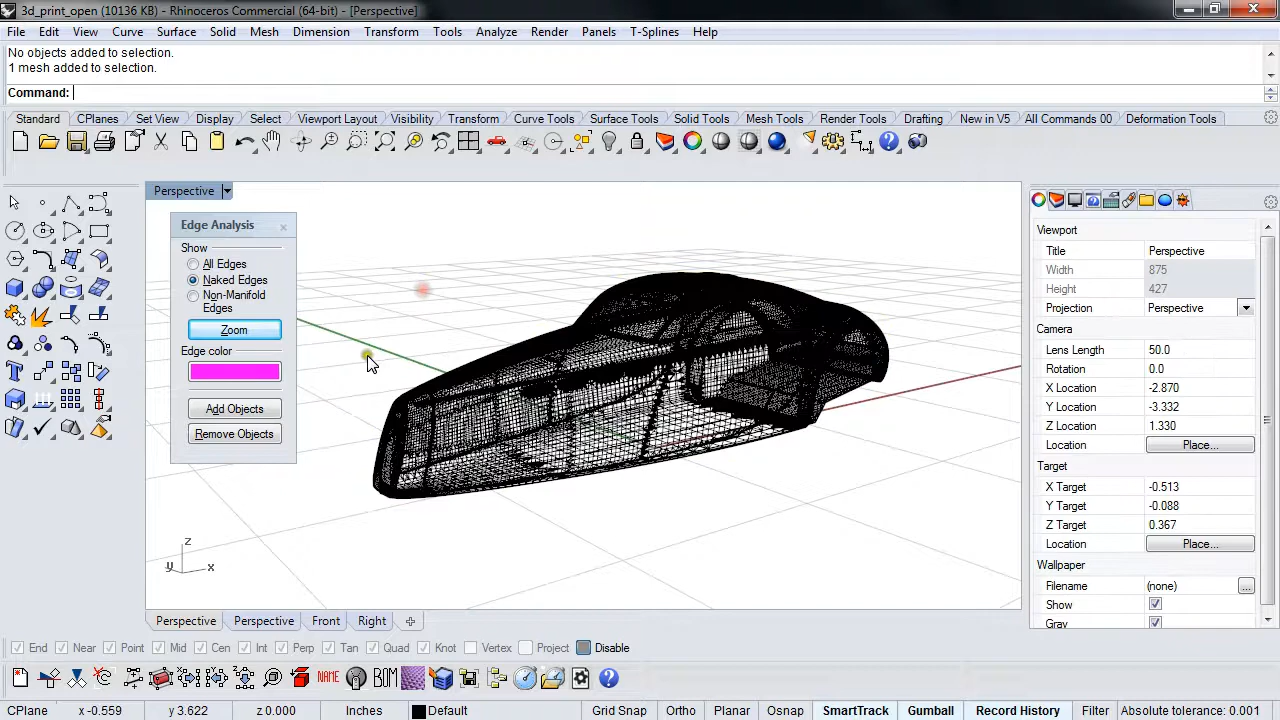 3d_print_open (10136 KB) - Rhinoceros Commercial (64-bit) - [Perspective]
File Edit View Curve Surface Solid Mesh Dimension Transform Tools Analyze Render Panels T-Splines Help
No objects added to selection.
1 mesh added to selection.
Command:
Standard CPlanes Set View Display Select Viewport Layout Visibility Transform Curve Tools Surface Tools Solid Tools Mesh Tools Render Tools Drafting New in V5 All Commands 00 Deformation Tools
Perspective
Edge Analysis
Show
All Edges
Naked Edges
Non-Manifold
Edges
Zoom
Edge color
Add Objects
Remove Objects
z
y
x
Viewport
Title Perspective
Width 875
Height 427
Projection Perspective
Camera
Lens Length 50.0
Rotation 0.0
X Location -2.870
Y Location -3.332
Z Location 1.330
Location Place...
Target
X Target -0.513
Y Target -0.088
Z Target 0.367
Location Place...
Wallpaper
Filename (none) ...
Show
Gray
Perspective Perspective Front Right
End Near Point Mid Cen Int Perp Tan Quad Knot Vertex Project Disable
NAME BOM
CPlane x -0.559 y 3.622 z 0.000 Inches Default Grid Snap Ortho Planar Osnap SmartTrack Gumball Record History Filter Absolute tolerance: 0.001